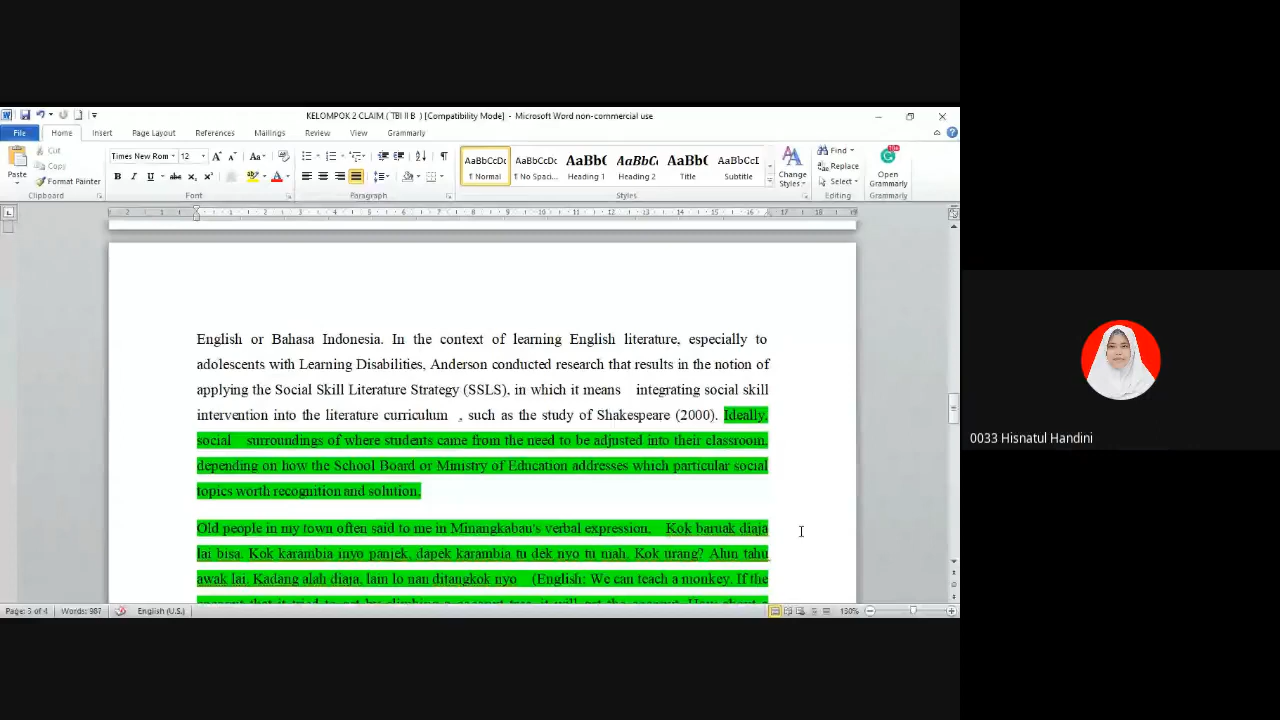 KELOMPOK 2 CLAIM ( TBI II B ) [Compatibility Mode] - Microsoft Word non-commercial use
File Home Insert Page Layout References Mailings Review View Grammarly
Paste
Cut
Copy
Format Painter
Clipboard
Times New Rom 12
Font
Paragraph
AaBbCcDc AaBbCcDc AaBbC AaBbCc AaBbC AaBbCcI
¶ Normal ¶ No Spaci... Heading 1 Heading 2 Title Subtitle
Styles
Change Styles
Find
Replace
Select
Editing
Open Grammarly
Grammarly
English or Bahasa Indonesia. In the context of learning English literature, especially to
adolescents with Learning Disabilities, Anderson conducted research that results in the notion of
applying the Social Skill Literature Strategy (SSLS), in which it means integrating social skill
intervention into the literature curriculum , such as the study of Shakespeare (2000). Ideally,
social surroundings of where students came from the need to be adjusted into their classroom,
depending on how the School Board or Ministry of Education addresses which particular social
topics worth recognition and solution.
Old people in my town often said to me in Minangkabau's verbal expression, Kok baruak diaja
lai bisa. Kok karambia inyo panjek, dapek karambia tu dek nyo tu niah. Kok urang? Ahun tahu
awak lai. Kadang alah diaja, lain lo nan ditangkok nyo (English: We can teach a monkey. If the
Page: 3 of 4 Words: 987 English (U.S.) 130%
0033 Hisnatul Handini